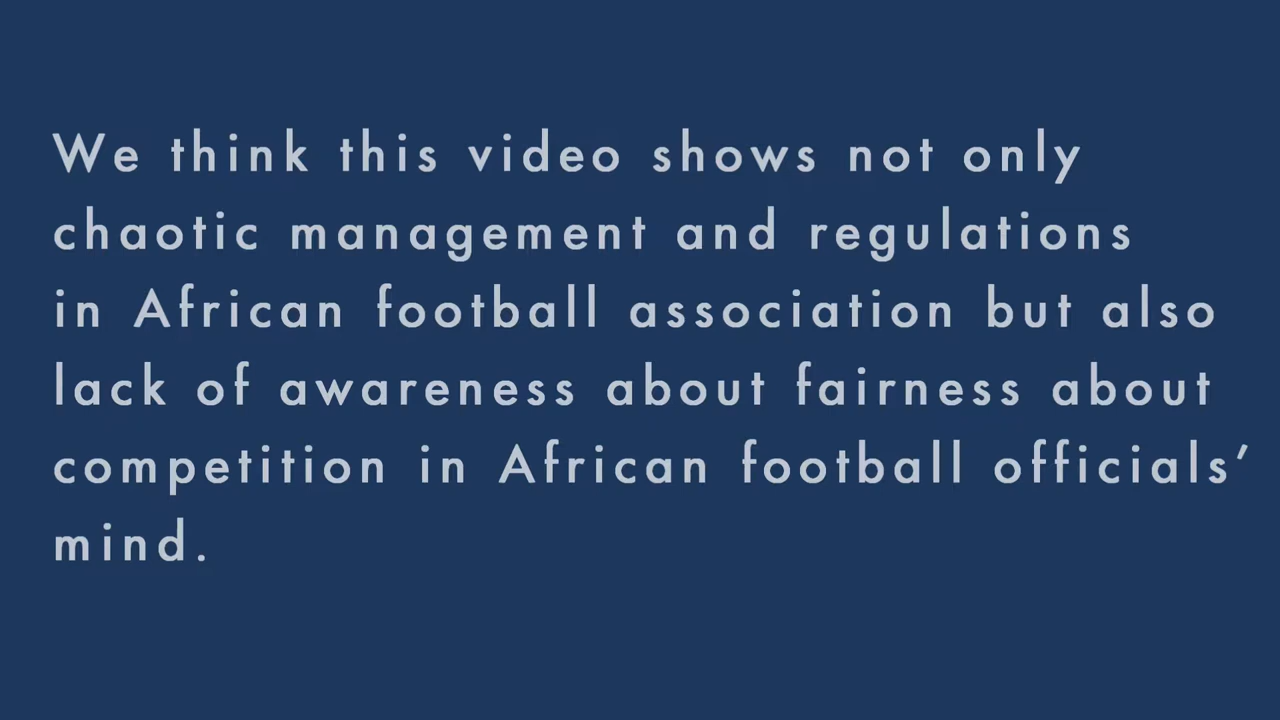 We think this video shows not only
chaotic management and regulations
in African football association but also
lack of awareness about fairness about
competition in African football officials’
mind.